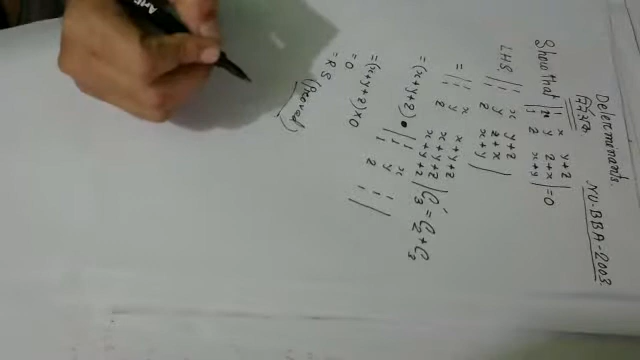 Determinants.
NU-BBA-2003.
Show that | 1 x y+z |
| 1 y z+x | = 0
| 1 z x+y |
LHS | 1 x y+z |
| 1 y z+x |
| 1 z x+y |
= | 1 x x+y+z |
| 1 y x+y+z |
| 1 z x+y+z | C₃′ = C₂ + C₃
= (x+y+z) | 1 x 1 |
| 1 y 1 |
| 1 z 1 |
= (x+y+z) x 0
= 0
= R S (Proved)